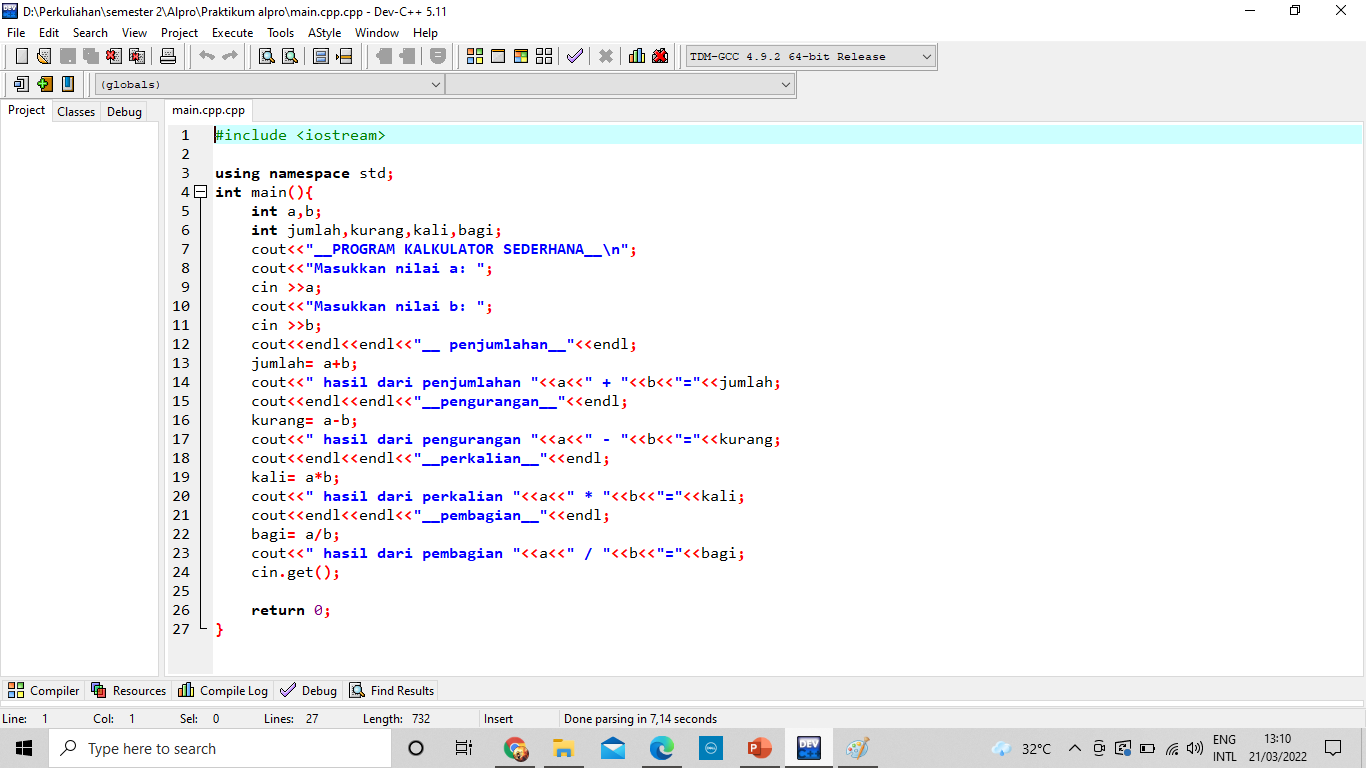 D:\Perkuliahan\semester 2\Alpro\Praktikum alpro\main.cpp.cpp - Dev-C++ 5.11
File Edit Search View Project Execute Tools AStyle Window Help
TDM-GCC 4.9.2 64-bit Release
(globals)
Project Classes Debug main.cpp.cpp
1 #include <iostream>
2
3 using namespace std;
4 int main(){
5 int a,b;
6 int jumlah,kurang,kali,bagi;
7 cout<<"__PROGRAM KALKULATOR SEDERHANA__\n";
8 cout<<"Masukkan nilai a: ";
9 cin >>a;
10 cout<<"Masukkan nilai b: ";
11 cin >>b;
12 cout<<endl<<endl<<"__ penjumlahan__"<<endl;
13 jumlah= a+b;
14 cout<<" hasil dari penjumlahan "<<a<<" + "<<b<<"="<<jumlah;
15 cout<<endl<<endl<<"__pengurangan__"<<endl;
16 kurang= a-b;
17 cout<<" hasil dari pengurangan "<<a<<" - "<<b<<"="<<kurang;
18 cout<<endl<<endl<<"__perkalian__"<<endl;
19 kali= a*b;
20 cout<<" hasil dari perkalian "<<a<<" * "<<b<<"="<<kali;
21 cout<<endl<<endl<<"__pembagian__"<<endl;
22 bagi= a/b;
23 cout<<" hasil dari pembagian "<<a<<" / "<<b<<"="<<bagi;
24 cin.get();
25
26 return 0;
27 }
Compiler Resources Compile Log Debug Find Results
Line: 1 Col: 1 Sel: 0 Lines: 27 Length: 732 Insert Done parsing in 7,14 seconds
Type here to search
32°C
ENG
INTL
13:10
21/03/2022